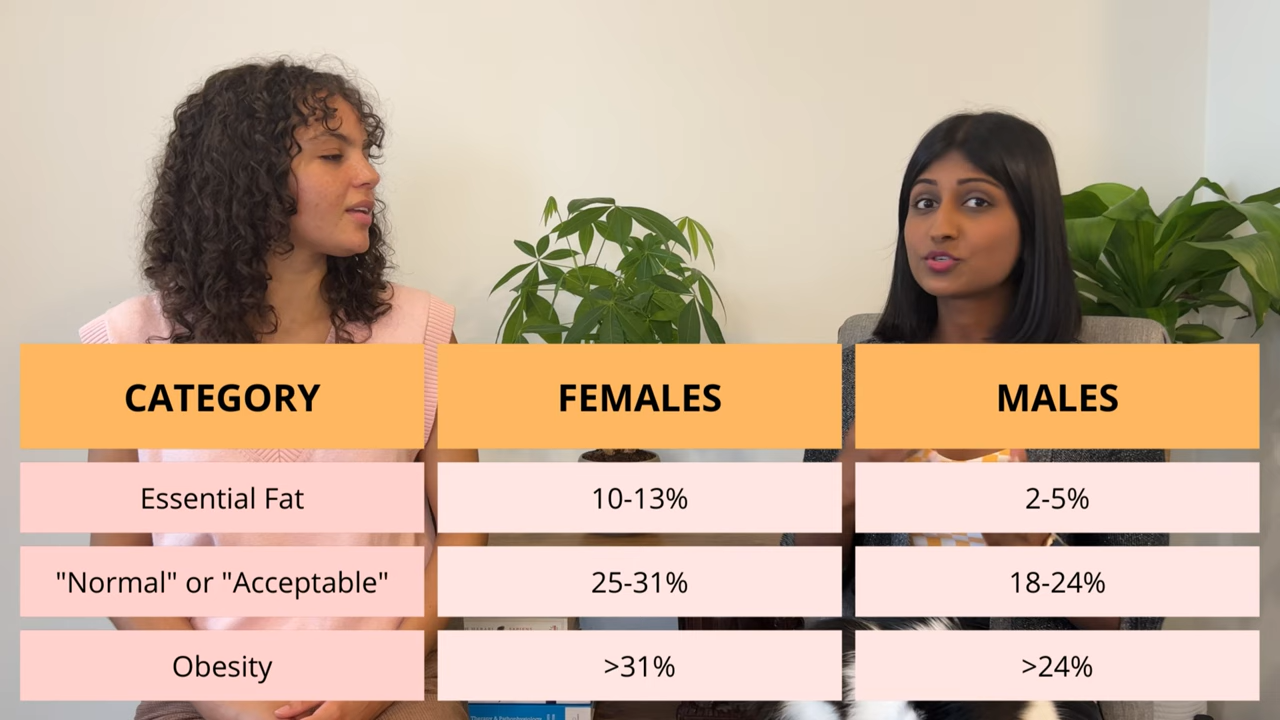 CATEGORY FEMALES MALES
Essential Fat 10-13% 2-5%
"Normal" or "Acceptable" 25-31% 18-24%
Obesity >31% >24%